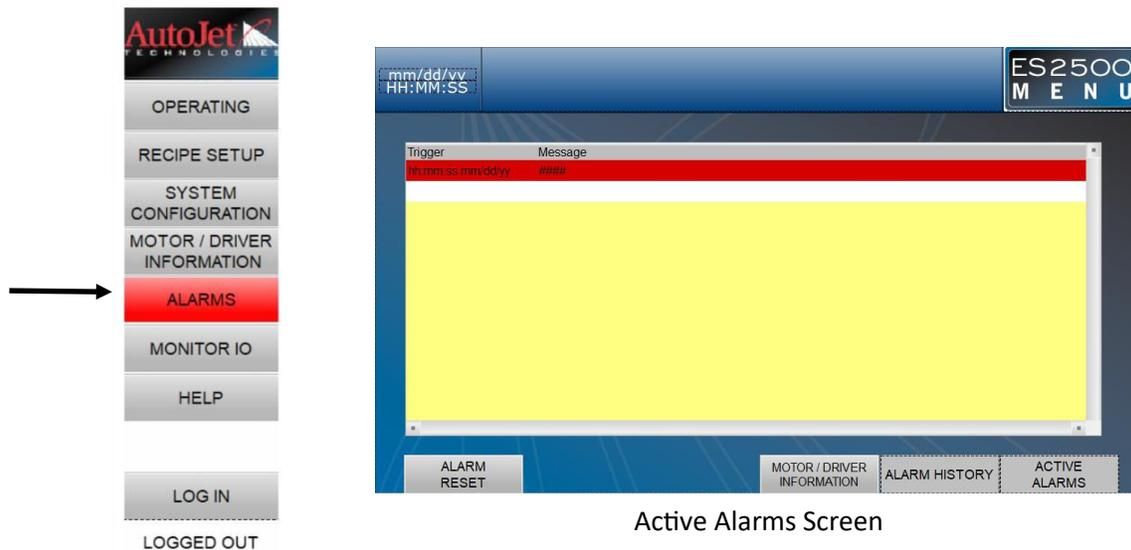 AutoJet
TECHNOLOGIES
OPERATING
RECIPE SETUP
SYSTEM
CONFIGURATION
MOTOR / DRIVER
INFORMATION
ALARMS
MONITOR IO
HELP
LOG IN
LOGGED OUT
mm/dd/yy
HH:MM:SS
ES2500
MENU
Trigger Message
hh:mm:ss mm/dd/yy ####
ALARM
RESET
MOTOR / DRIVER
INFORMATION
ALARM HISTORY
ACTIVE
ALARMS
Active Alarms Screen